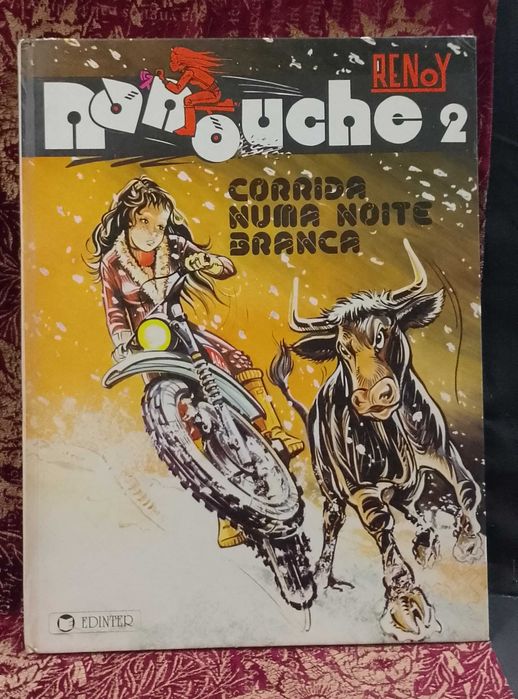 RENOY
nanouche 2
CORRIDA
NUMA NOITE
BRANCA
EDINTER